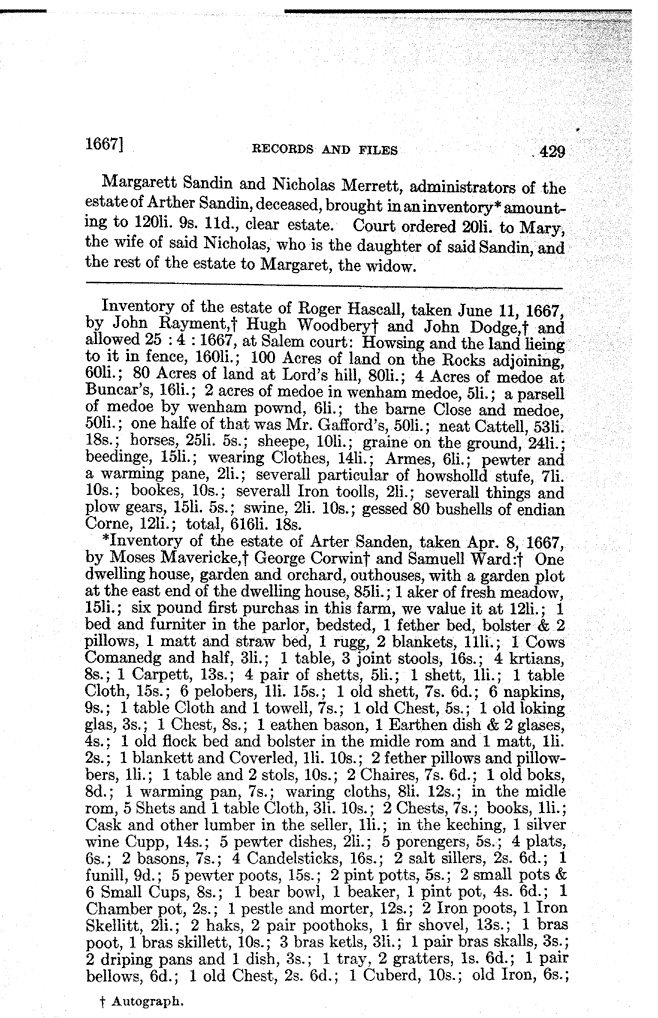 1667] RECORDS AND FILES 429
Margarett Sandin and Nicholas Merrett, administrators of the
estate of Arther Sandin, deceased, brought in an inventory* amount-
ing to 120li. 9s. 11d., clear estate. Court ordered 20li. to Mary,
the wife of said Nicholas, who is the daughter of said Sandin, and
the rest of the estate to Margaret, the widow.
Inventory of the estate of Roger Hascall, taken June 11, 1667,
by John Rayment,† Hugh Woodbery† and John Dodge,† and
allowed 25 : 4 : 1667, at Salem court: Howsing and the land lieing
to it in fence, 160li.; 100 Acres of land on the Rocks adjoining,
60li.; 80 Acres of land at Lord's hill, 80li.; 4 Acres of medoe at
Buncar's, 16li.; 2 acres of medoe in wenham medoe, 5li.; a parsell
of medoe by wenham pownd, 6li.; the barne Close and medoe,
50li.; one halfe of that was Mr. Gafford's, 50li.; neat Cattell, 53li.
18s.; horses, 25li. 5s.; sheepe, 10li.; graine on the ground, 24li.;
beedinge, 15li.; wearing Clothes, 14li.; Armes, 6li.; pewter and
a warming pane, 2li.; severall particular of howsholld stufe, 7li.
10s.; bookes, 10s.; severall Iron toolls, 2li.; severall things and
plow gears, 15li. 5s.; swine, 2li. 10s.; gessed 80 bushells of endian
Corne, 12li.; total, 616li. 18s.
*Inventory of the estate of Arter Sanden, taken Apr. 8, 1667,
by Moses Mavericke,† George Corwin† and Samuell Ward:† One
dwelling house, garden and orchard, outhouses, with a garden plot
at the east end of the dwelling house, 85li.; 1 aker of fresh meadow,
15li.; six pound first purchas in this farm, we value it at 12li.; 1
bed and furniter in the parlor, bedsted, 1 fether bed, bolster & 2
pillows, 1 matt and straw bed, 1 rugg, 2 blankets, 11li.; 1 Cows
Comanedg and half, 3li.; 1 table, 3 joint stools, 16s.; 4 krtians,
8s.; 1 Carpett, 13s.; 4 pair of shetts, 5li.; 1 shett, 1li.; 1 table
Cloth, 15s.; 6 pelobers, 1li. 15s.; 1 old shett, 7s. 6d.; 6 napkins,
9s.; 1 table Cloth and 1 towell, 7s.; 1 old Chest, 5s.; 1 old loking
glas, 3s.; 1 Chest, 8s.; 1 eathen bason, 1 Earthen dish & 2 glases,
4s.; 1 old flock bed and bolster in the midle rom and 1 matt, 1li.
2s.; 1 blankett and Coverled, 1li. 10s.; 2 fether pillows and pillow-
bers, 1li.; 1 table and 2 stols, 10s.; 2 Chaires, 7s. 6d.; 1 old boks,
8d.; 1 warming pan, 7s.; waring cloths, 8li. 12s.; in the midle
rom, 5 Shets and 1 table Cloth, 3li. 10s.; 2 Chests, 7s.; books, 1li.;
Cask and other lumber in the seller, 1li.; in the keching, 1 silver
wine Cupp, 14s.; 5 pewter dishes, 2li.; 5 porengers, 5s.; 4 plats,
6s.; 2 basons, 7s.; 4 Candelsticks, 16s.; 2 salt sillers, 2s. 6d.; 1
funill, 9d.; 5 pewter poots, 15s.; 2 pint potts, 5s.; 2 small pots &
6 Small Cups, 8s.; 1 bear bowl, 1 beaker, 1 pint pot, 4s. 6d.; 1
Chamber pot, 2s.; 1 pestle and morter, 12s.; 2 Iron poots, 1 Iron
Skellitt, 2li.; 2 haks, 2 pair poothoks, 1 fir shovel, 13s.; 1 bras
poot, 1 bras skillett, 10s.; 3 bras ketls, 3li.; 1 pair bras skalls, 3s.;
2 driping pans and 1 dish, 3s.; 1 tray, 2 gratters, 1s. 6d.; 1 pair
bellows, 6d.; 1 old Chest, 2s. 6d.; 1 Cuberd, 10s.; old Iron, 6s.;
† Autograph.